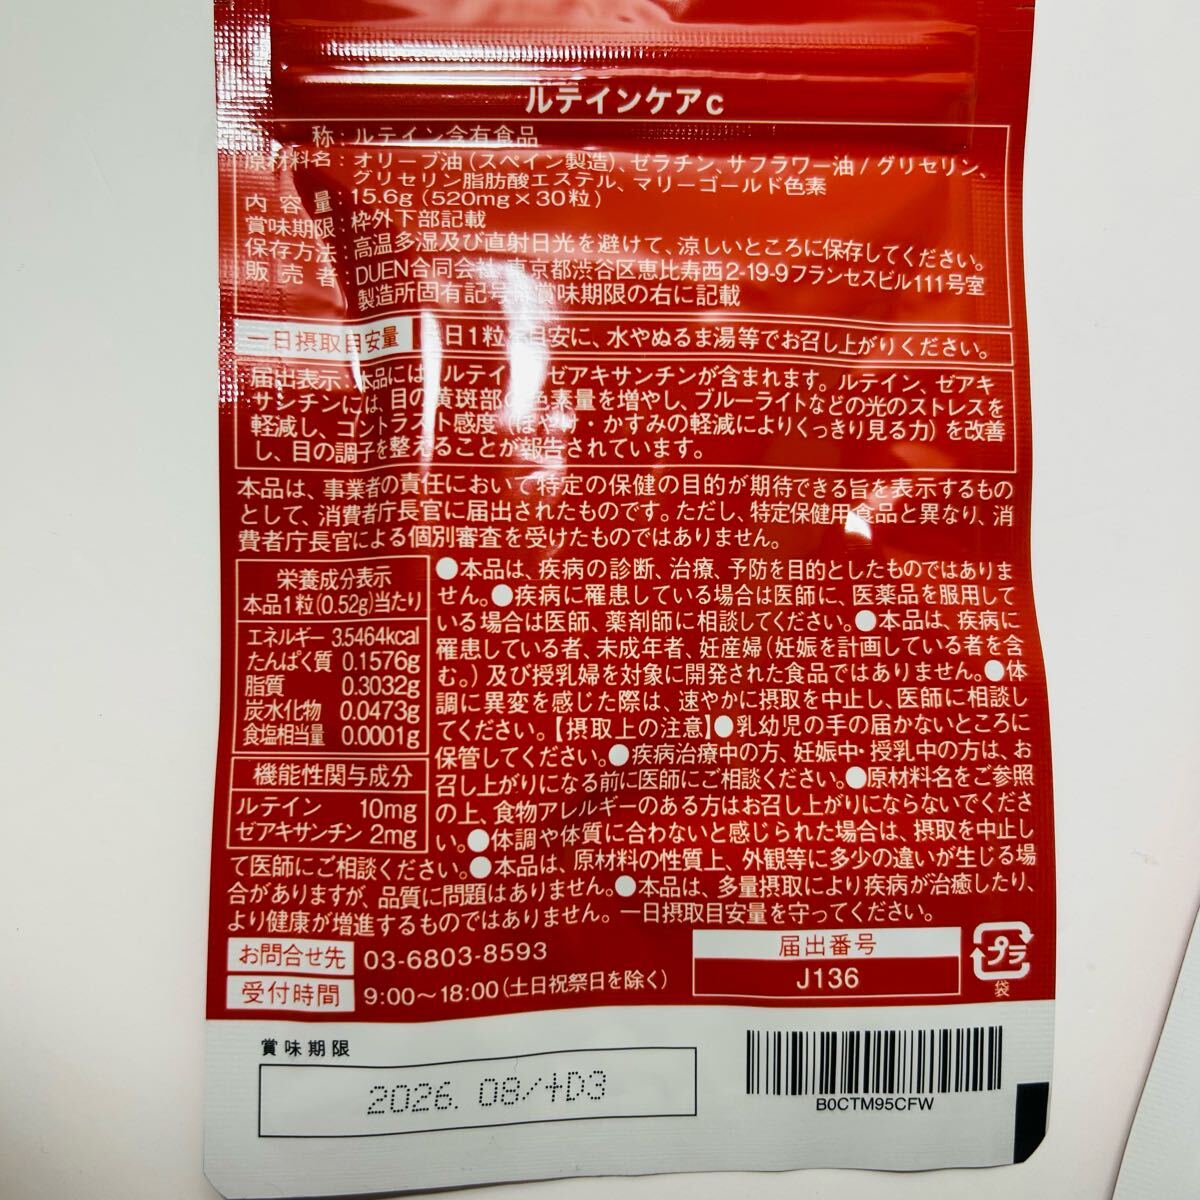 ルテインケアc
称：ルテイン含有食品
原材料名：オリーブ油（スペイン製造）、ゼラチン、サフラワー油 / グリセリン、
グリセリン脂肪酸エステル、マリーゴールド色素
内容量：15.6g（520mg×30粒）
賞味期限：枠外下部記載
保存方法：高温多湿及び直射日光を避けて、涼しいところに保存してください。
販売者：DUEN合同会社 東京都渋谷区恵比寿西2-19-9フランセスビル111号室
製造所固有記号は賞味期限の右に記載
一日摂取目安量 1日1粒を目安に、水やぬるま湯等でお召し上がりください。
届出表示：本品にはルテイン、ゼアキサンチンが含まれます。ルテイン、ゼアキ
サンチンには、目の黄斑部の色素量を増やし、ブルーライトなどの光のストレスを
軽減し、コントラスト感度（ぼやけ・かすみの軽減によりくっきり見る力）を改善
し、目の調子を整えることが報告されています。
本品は、事業者の責任において特定の保健の目的が期待できる旨を表示するもの
として、消費者庁長官に届出されたものです。ただし、特定保健用食品と異なり、消
費者庁長官による個別審査を受けたものではありません。
栄養成分表示
本品1粒(0.52g)当たり
エネルギー 3.5464kcal
たんぱく質 0.1576g
脂質 0.3032g
炭水化物 0.0473g
食塩相当量 0.0001g
機能性関与成分
ルテイン 10mg
ゼアキサンチン 2mg
●本品は、疾病の診断、治療、予防を目的としたものではありま
せん。●疾病に罹患している場合は医師に、医薬品を服用して
いる場合は医師、薬剤師に相談してください。●本品は、疾病に
罹患している者、未成年者、妊産婦（妊娠を計画している者を含
む。）及び授乳婦を対象に開発された食品ではありません。●体
調に異変を感じた際は、速やかに摂取を中止し、医師に相談し
てください。【摂取上の注意】●乳幼児の手の届かないところに
保管してください。●疾病治療中の方、妊娠中・授乳中の方は、お
召し上がりになる前に医師にご相談ください。●原材料名をご参照
の上、食物アレルギーのある方はお召し上がりにならないでくださ
い。●体調や体質に合わないと感じられた場合は、摂取を中止し
て医師にご相談ください。●本品は、原材料の性質上、外観等に多少の違いが生じる場
合がありますが、品質に問題はありません。●本品は、多量摂取により疾病が治癒したり、
より健康が増進するものではありません。一日摂取目安量を守ってください。
お問合せ先 03-6803-8593
受付時間 9:00〜18:00（土日祝祭日を除く）
届出番号
J136
プラ
袋
賞味期限
2026. 08/+D3
B0CTM95CFW